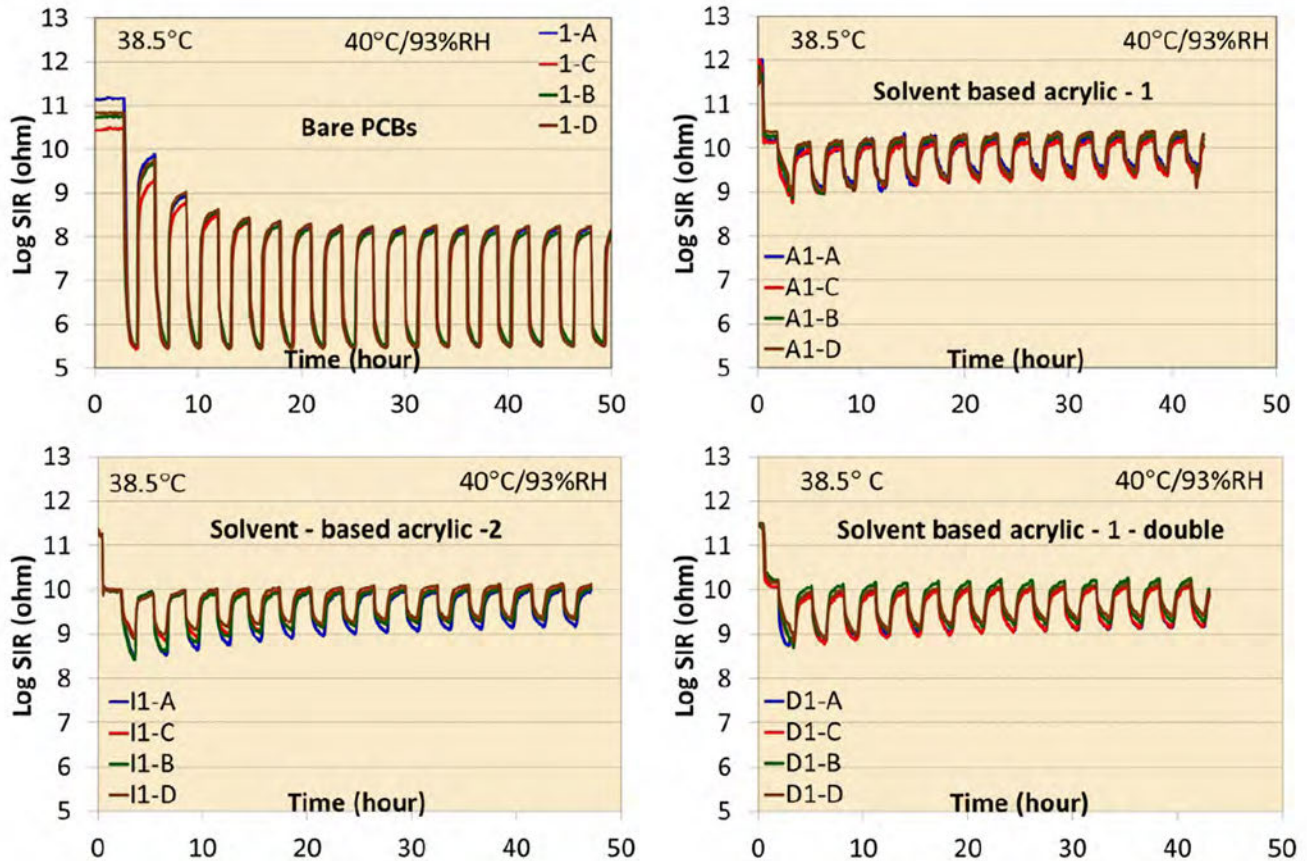 38.5°C 40°C/93%RH
Bare PCBs
1-A
1-C
1-B
1-D
Log SIR (ohm)
13
12
11
10
9
8
7
6
5
Time (hour)
0 10 20 30 40 50
38.5°C 40°C/93%RH
Solvent based acrylic - 1
Log SIR (ohm)
13
12
11
10
9
8
7
6
5
A1-A
A1-C
A1-B
A1-D
Time (hour)
0 10 20 30 40 50
38.5°C 40°C/93%RH
Solvent - based acrylic -2
Log SIR (ohm)
13
12
11
10
9
8
7
6
5
I1-A
I1-C
I1-B
I1-D
Time (hour)
0 10 20 30 40 50
38.5° C 40°C/93%RH
Solvent based acrylic - 1 - double
Log SIR (ohm)
13
12
11
10
9
8
7
6
5
D1-A
D1-C
D1-B
D1-D
Time (hour)
0 10 20 30 40 50